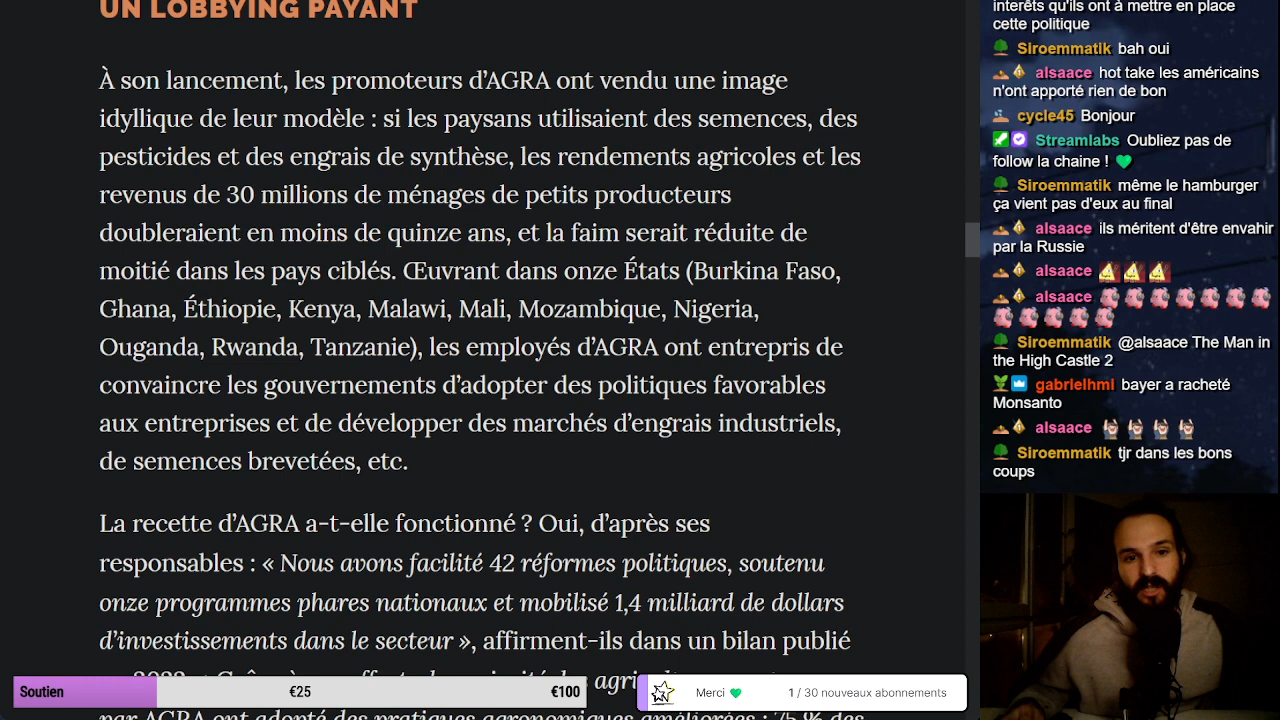 UN LOBBYING PAYANT
À son lancement, les promoteurs d’AGRA ont vendu une image
idyllique de leur modèle : si les paysans utilisaient des semences, des
pesticides et des engrais de synthèse, les rendements agricoles et les
revenus de 30 millions de ménages de petits producteurs
doubleraient en moins de quinze ans, et la faim serait réduite de
moitié dans les pays ciblés. Œuvrant dans onze États (Burkina Faso,
Ghana, Éthiopie, Kenya, Malawi, Mali, Mozambique, Nigeria,
Ouganda, Rwanda, Tanzanie), les employés d’AGRA ont entrepris de
convaincre les gouvernements d’adopter des politiques favorables
aux entreprises et de développer des marchés d’engrais industriels,
de semences brevetées, etc.
La recette d’AGRA a-t-elle fonctionné ? Oui, d’après ses
responsables : « Nous avons facilité 42 réformes politiques, soutenu
onze programmes phares nationaux et mobilisé 1,4 milliard de dollars
d’investissements dans le secteur », affirment-ils dans un bilan publié
par AGRA ont adopté des pratiques agronomiques améliorées ; 75 % des
Soutien €25 €100
Merci 1 / 30 nouveaux abonnements
intérêts qu'ils ont à mettre en place
cette politique
Siroemmatik bah oui
alsaace hot take les américains
n'ont apporté rien de bon
cycle45 Bonjour
Streamlabs Oubliez pas de
follow la chaine !
Siroemmatik même le hamburger
ça vient pas d'eux au final
alsaace ils méritent d'être envahir
par la Russie
alsaace
alsaace
Siroemmatik @alsaace The Man in
the High Castle 2
gabrielhml bayer a racheté
Monsanto
alsaace
Siroemmatik tjr dans les bons
coups